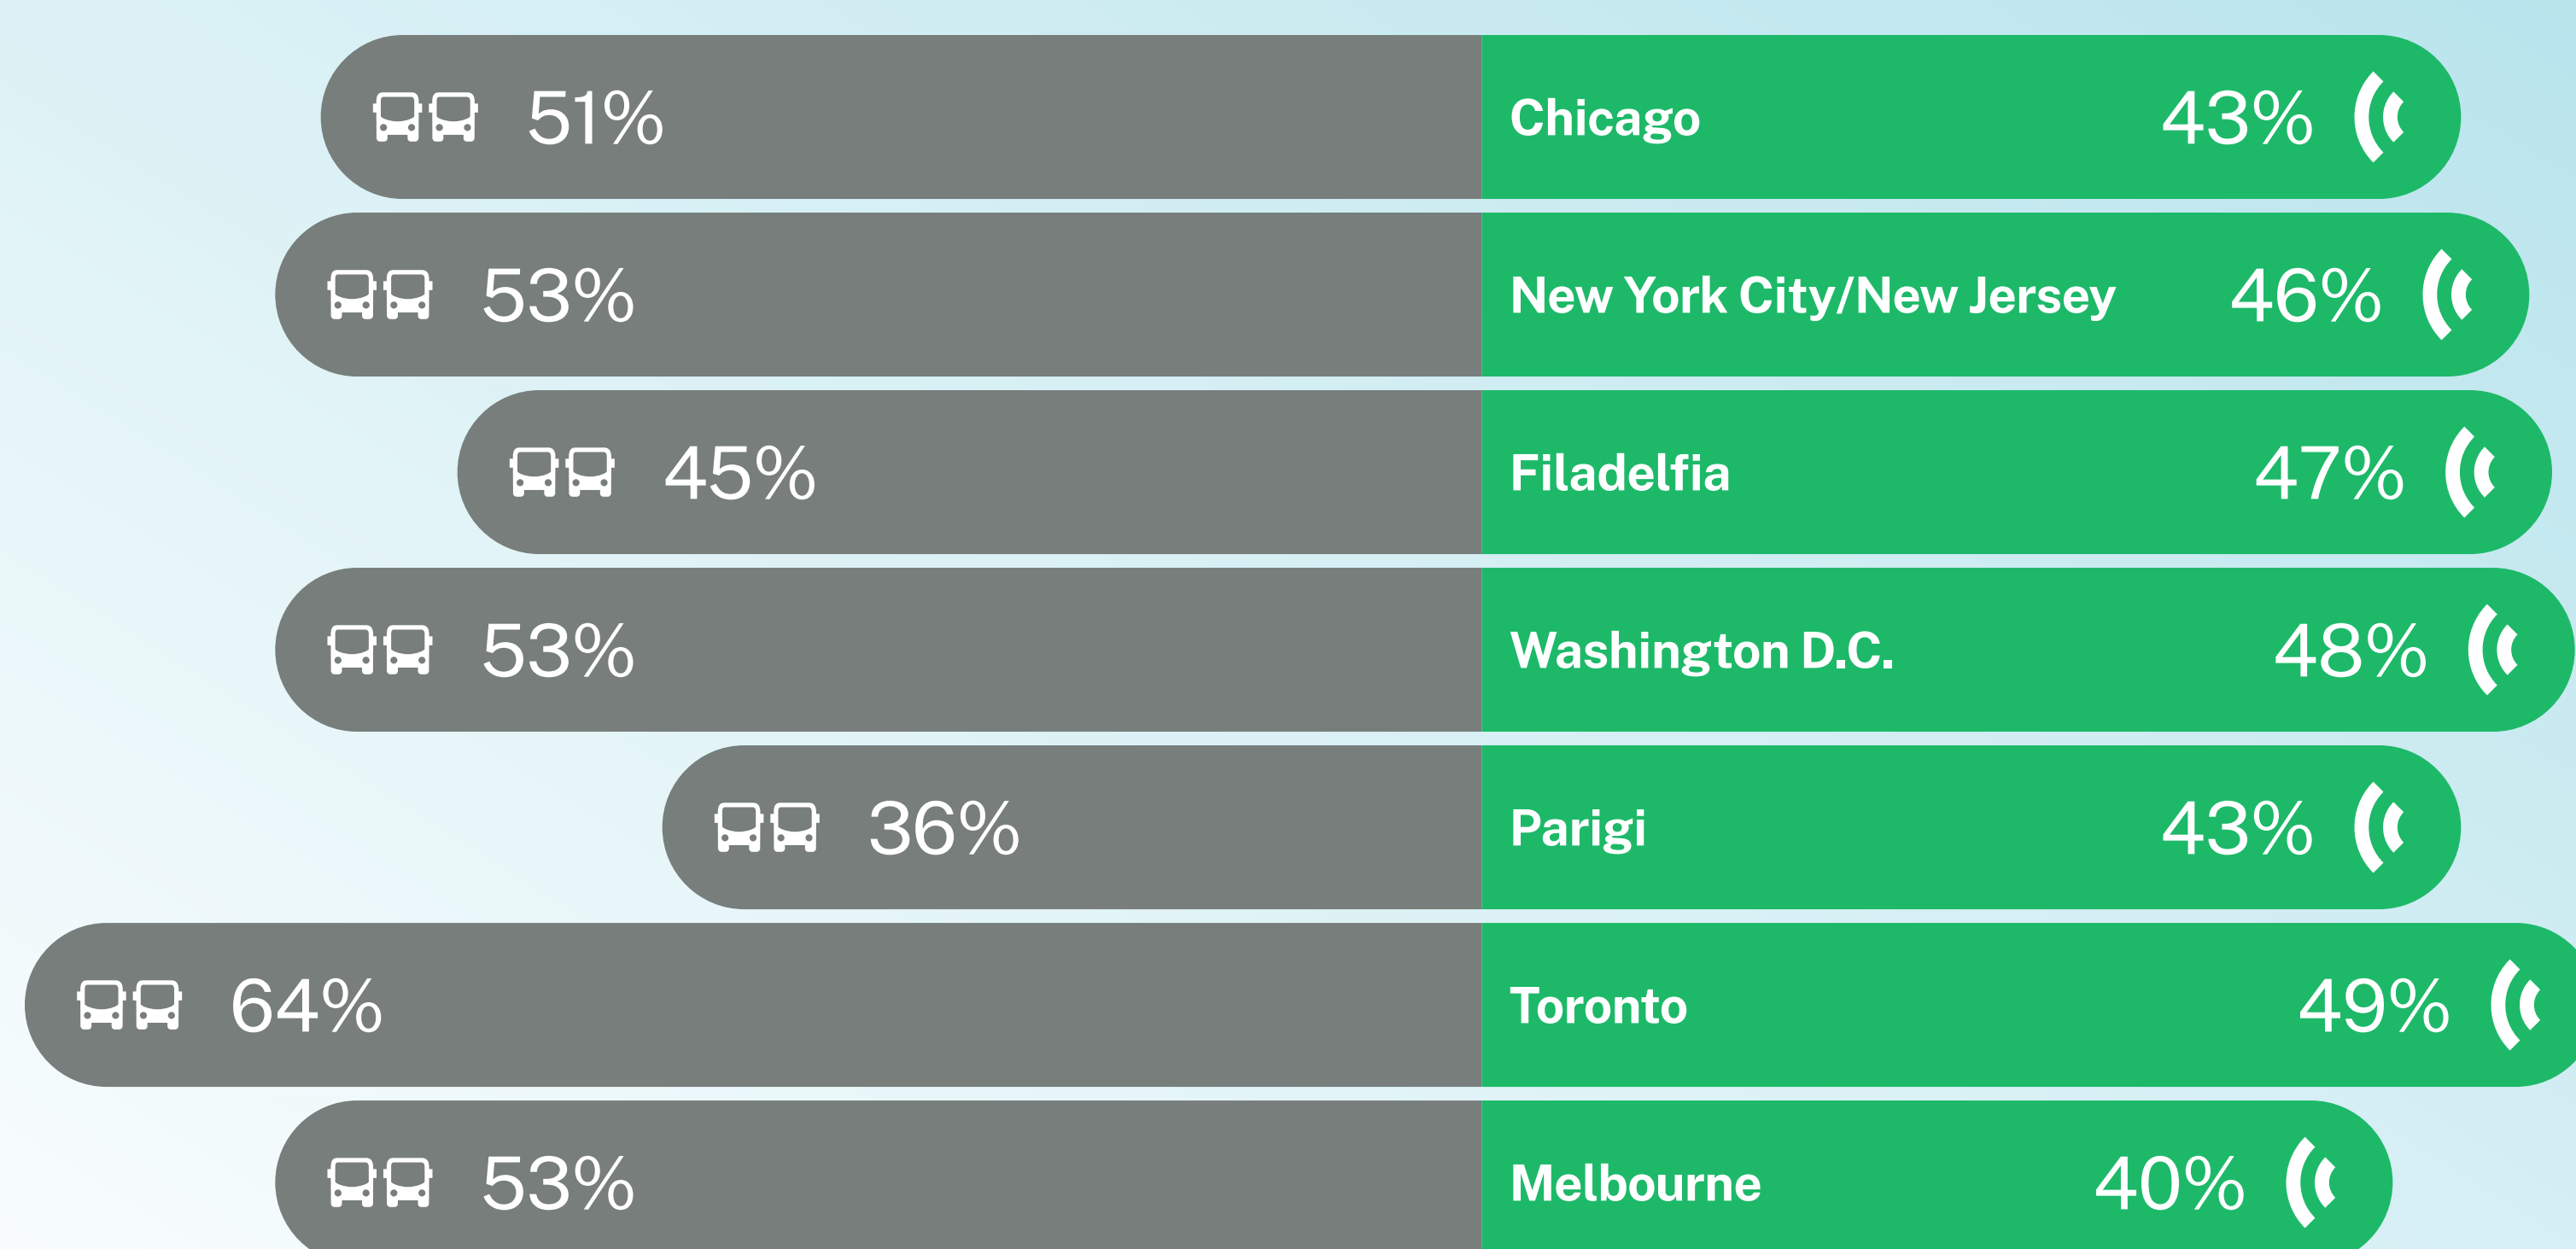 51% Chicago 43%
53% New York City/New Jersey 46%
45% Filadelfia 47%
53% Washington D.C. 48%
36% Parigi 43%
64% Toronto 49%
53% Melbourne 40%